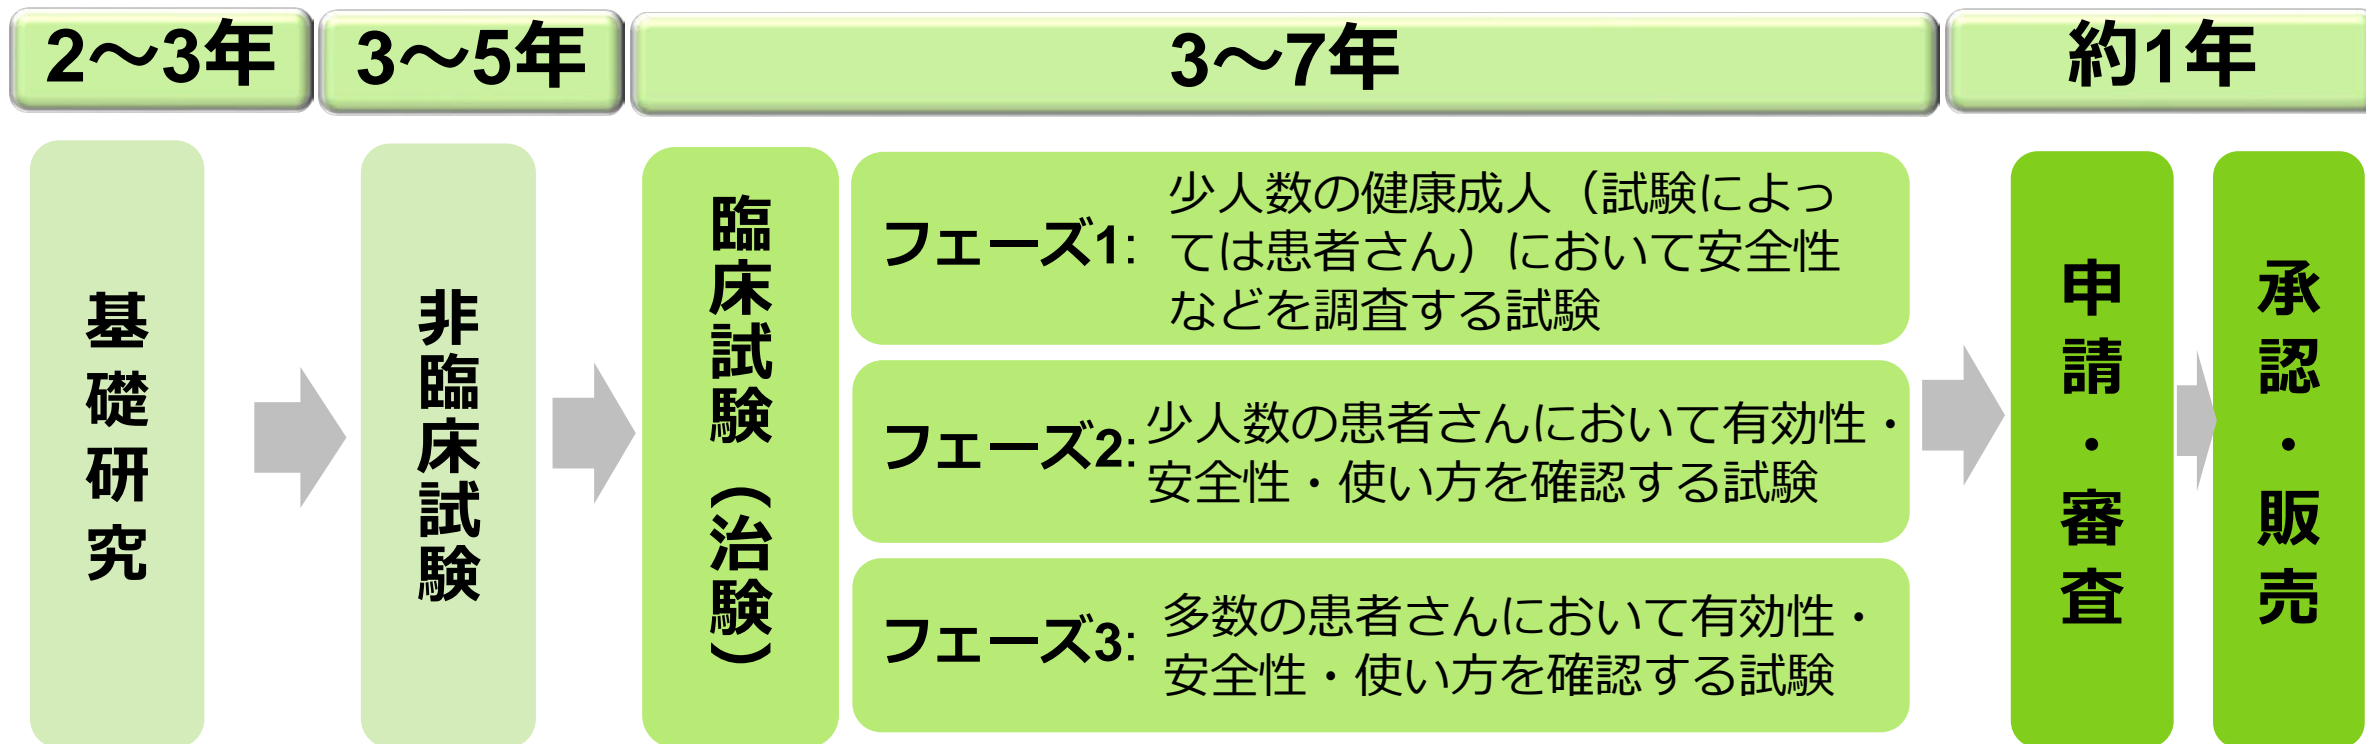 2～3年
3～5年
3～7年
約1年
基礎研究
非臨床試験
臨床試験（治験）
フェーズ1:
少人数の健康成人（試験によっ
ては患者さん）において安全性
などを調査する試験
フェーズ2:
少人数の患者さんにおいて有効性・
安全性・使い方を確認する試験
フェーズ3:
多数の患者さんにおいて有効性・
安全性・使い方を確認する試験
申請・審査
承認・販売